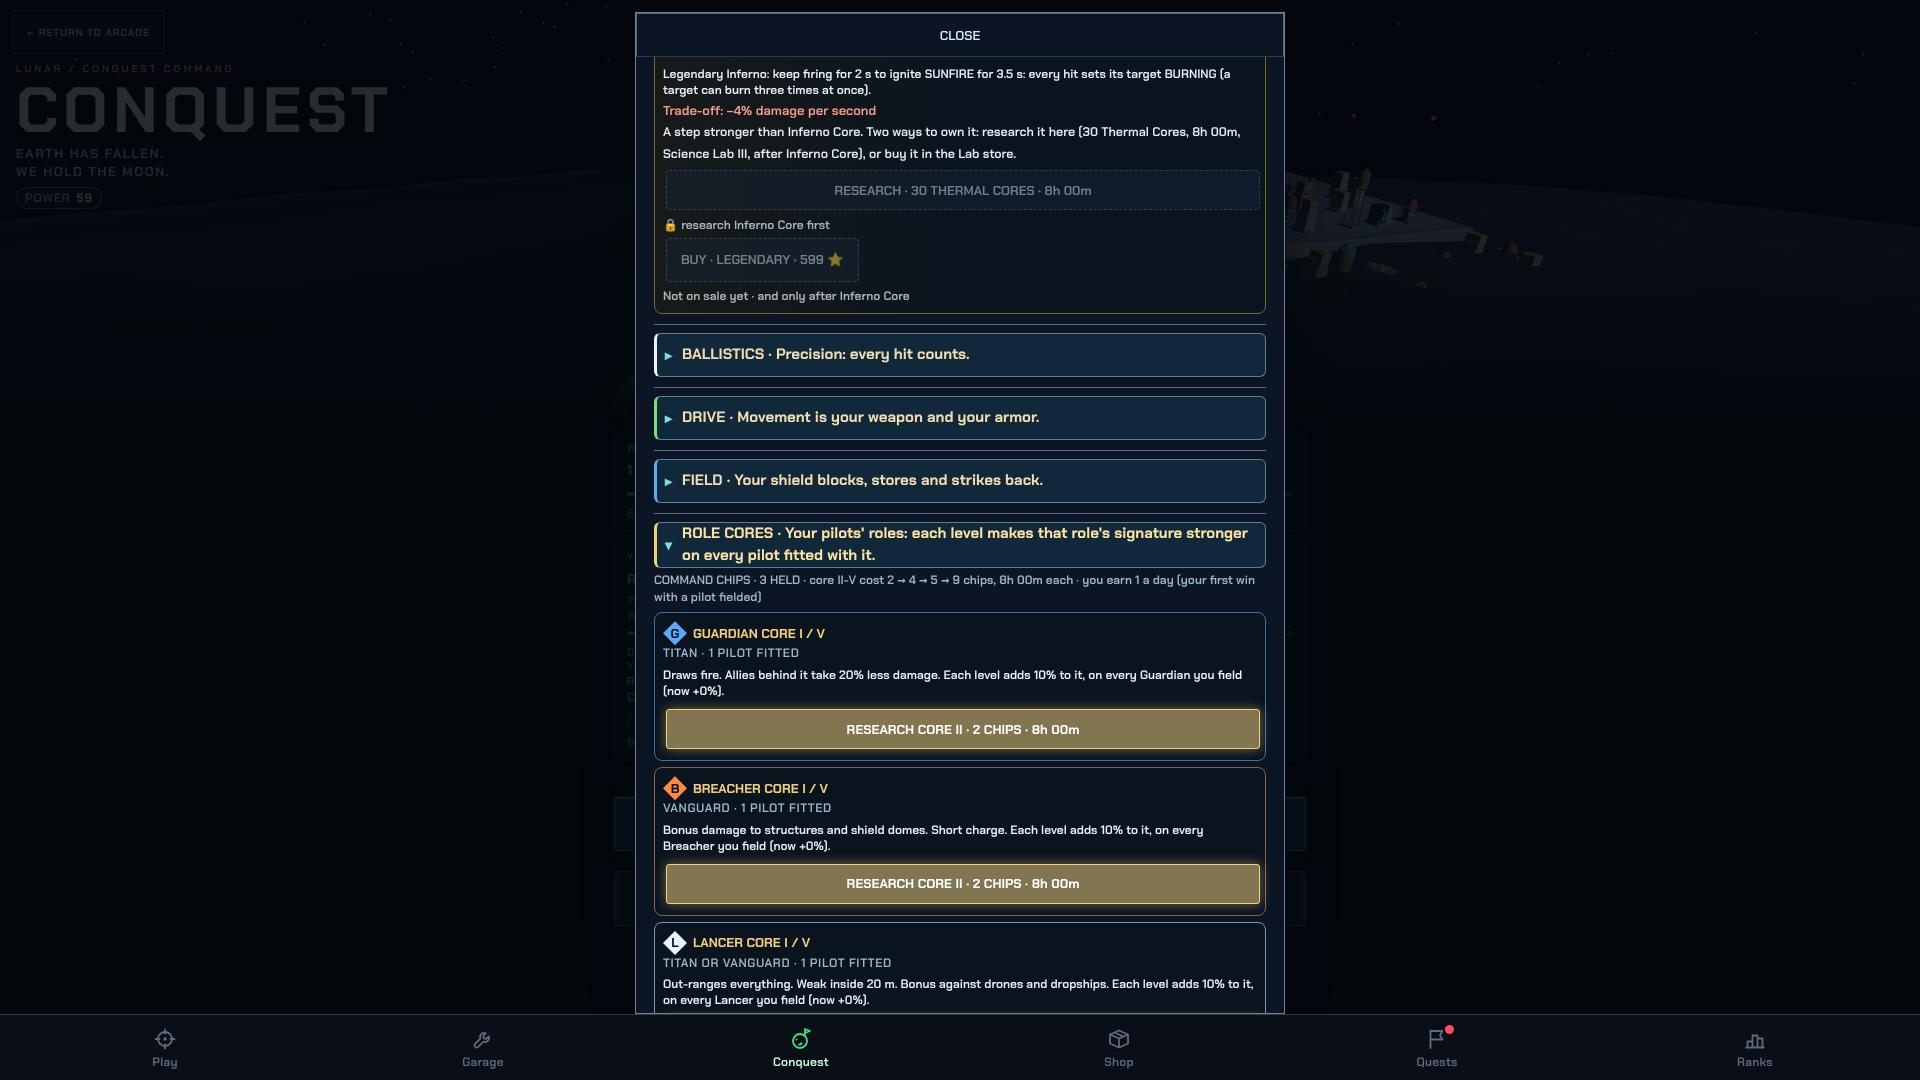 ← RETURN TO ARCADE
LUNAR / CONQUEST COMMAND
CONQUEST
EARTH HAS FALLEN.
WE HOLD THE MOON.
POWER 59
CLOSE
Legendary Inferno: keep firing for 2 s to ignite SUNFIRE for 3.5 s: every hit sets its target BURNING (a
target can burn three times at once).
Trade-off: −4% damage per second
A step stronger than Inferno Core. Two ways to own it: research it here (30 Thermal Cores, 8h 00m,
Science Lab III, after Inferno Core), or buy it in the Lab store.
RESEARCH · 30 THERMAL CORES · 8h 00m
🔒 research Inferno Core first
BUY · LEGENDARY · 599 ⭐
Not on sale yet · and only after Inferno Core
▸ BALLISTICS · Precision: every hit counts.
▸ DRIVE · Movement is your weapon and your armor.
▸ FIELD · Your shield blocks, stores and strikes back.
▾ ROLE CORES · Your pilots' roles: each level makes that role's signature stronger
on every pilot fitted with it.
COMMAND CHIPS · 3 HELD · core II-V cost 2 → 4 → 5 → 9 chips, 8h 00m each · you earn 1 a day (your first win
with a pilot fielded)
G GUARDIAN CORE I / V
TITAN · 1 PILOT FITTED
Draws fire. Allies behind it take 20% less damage. Each level adds 10% to it, on every Guardian you field
(now +0%).
RESEARCH CORE II · 2 CHIPS · 8h 00m
B BREACHER CORE I / V
VANGUARD · 1 PILOT FITTED
Bonus damage to structures and shield domes. Short charge. Each level adds 10% to it, on every
Breacher you field (now +0%).
RESEARCH CORE II · 2 CHIPS · 8h 00m
L LANCER CORE I / V
TITAN OR VANGUARD · 1 PILOT FITTED
Out-ranges everything. Weak inside 20 m. Bonus against drones and dropships. Each level adds 10% to it,
on every Lancer you field (now +0%).
Play
Garage
Conquest
Shop
Quests
Ranks